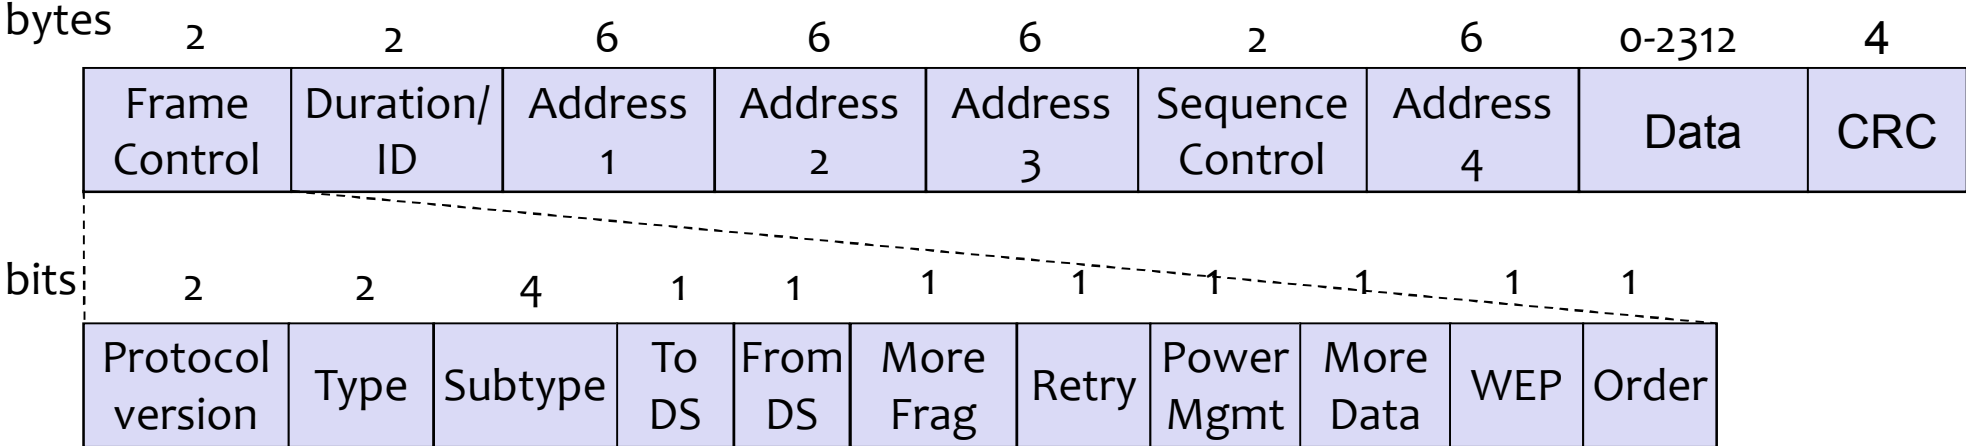 bytes 2 2 6 6 6 2 6 0-2312 4
Frame Control Duration/ ID Address 1 Address 2 Address 3 Sequence Control Address 4 Data CRC
bits 2 2 4 1 1 1 1 1 1 1 1
Protocol version Type Subtype To DS From DS More Frag Retry Power Mgmt More Data WEP Order